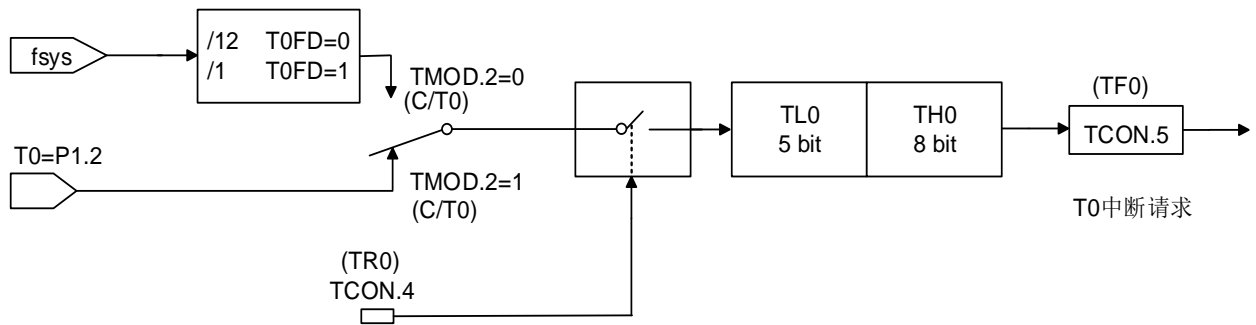 fsys
/12 T0FD=0
/1 T0FD=1
TMOD.2=0
(C/T0)
T0=P1.2
TMOD.2=1
(C/T0)
(TR0)
TCON.4
TL0
5 bit
TH0
8 bit
(TF0)
TCON.5
T0中断请求